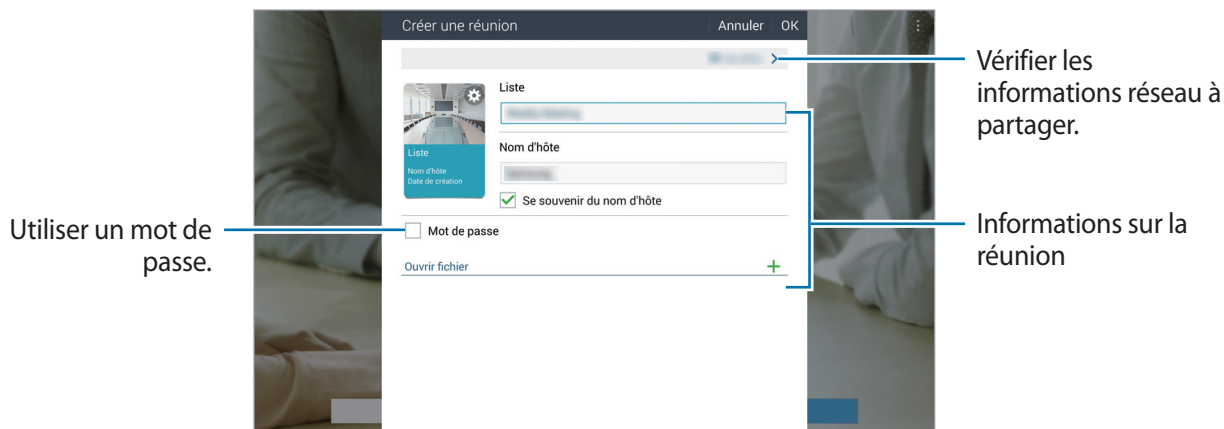 Créer une réunion
Annuler
OK
Vérifier les
informations réseau à
partager.
Liste
Liste
Nom d'hôte
Date de création
Nom d'hôte
Se souvenir du nom d'hôte
Utiliser un mot de
passe.
Mot de passe
Informations sur la
réunion
Ouvrir fichier